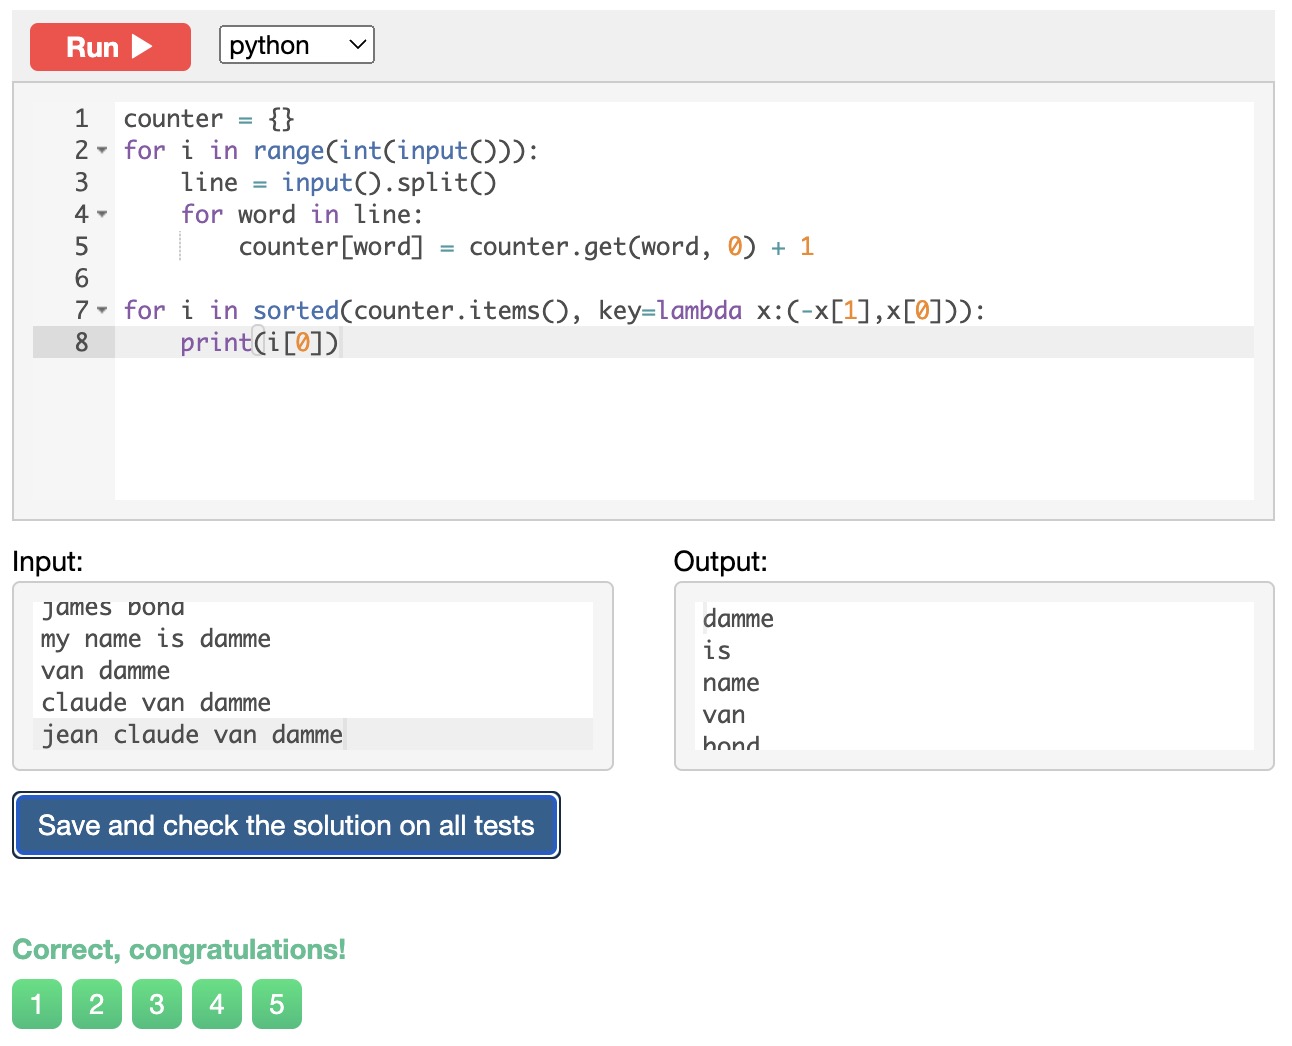 Run
python
1 counter = {}
2 for i in range(int(input())):
3 line = input().split()
4 for word in line:
5 counter[word] = counter.get(word, 0) + 1
6
7 for i in sorted(counter.items(), key=lambda x:(-x[1],x[0])):
8 print(i[0])
Input:
james bond
my name is damme
van damme
claude van damme
jean claude van damme
Output:
damme
is
name
van
bond
Save and check the solution on all tests
Correct, congratulations!
1 2 3 4 5